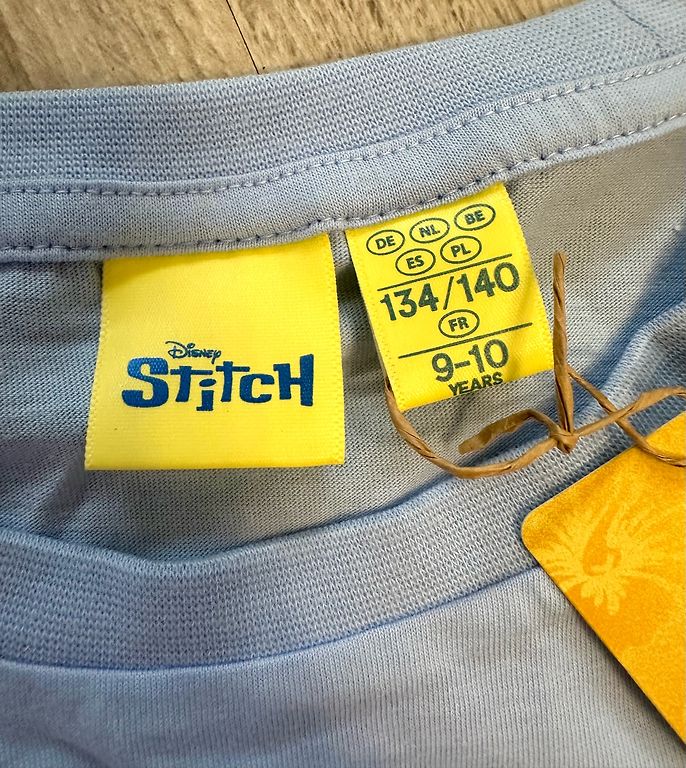 Disney
Stitch
DE NL BE
ES PL
134/140
FR
9-10
YEARS